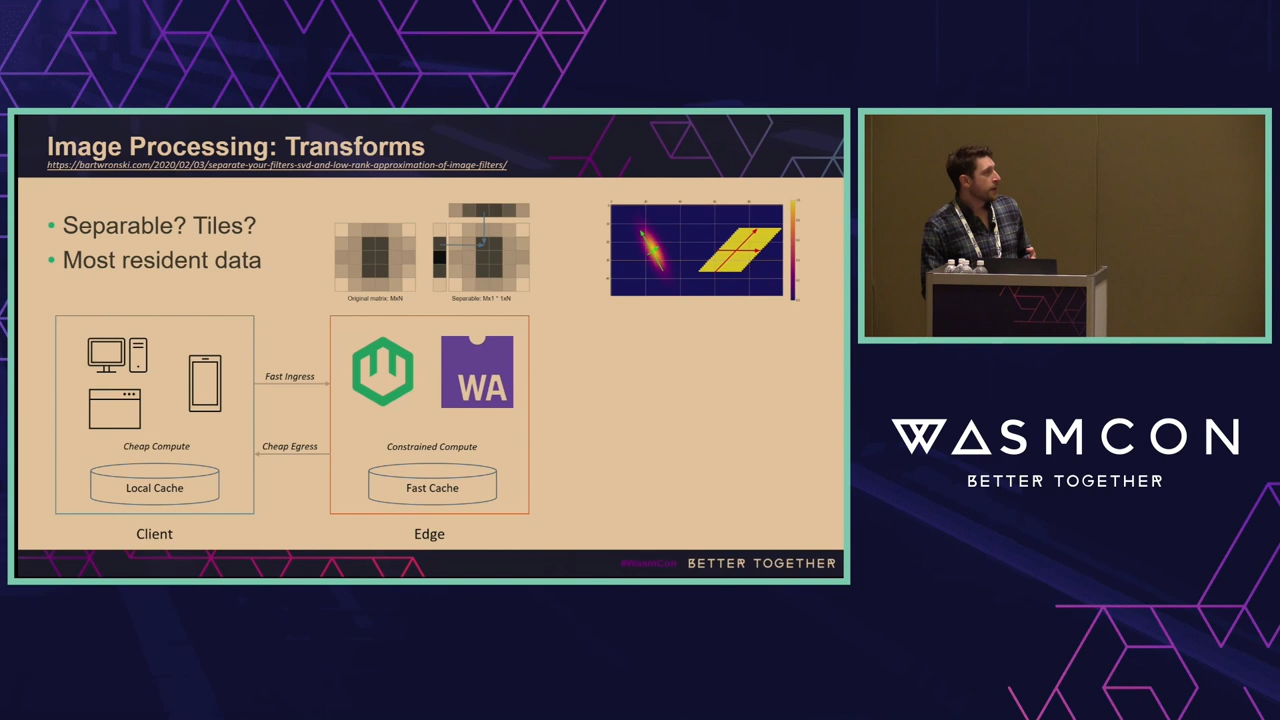 Image Processing: Transforms
https://bartwronski.com/2020/02/03/separate-your-filters-svd-and-low-rank-approximation-of-image-filters/
• Separable? Tiles?
• Most resident data
Original matrix: MxN
Separable: Mx1 * 1xN
Fast Ingress
WA
Cheap Compute
Cheap Egress
Constrained Compute
Local Cache
Fast Cache
Client
Edge
#WasmCon
BETTER TOGETHER
WASMCON
BETTER TOGETHER